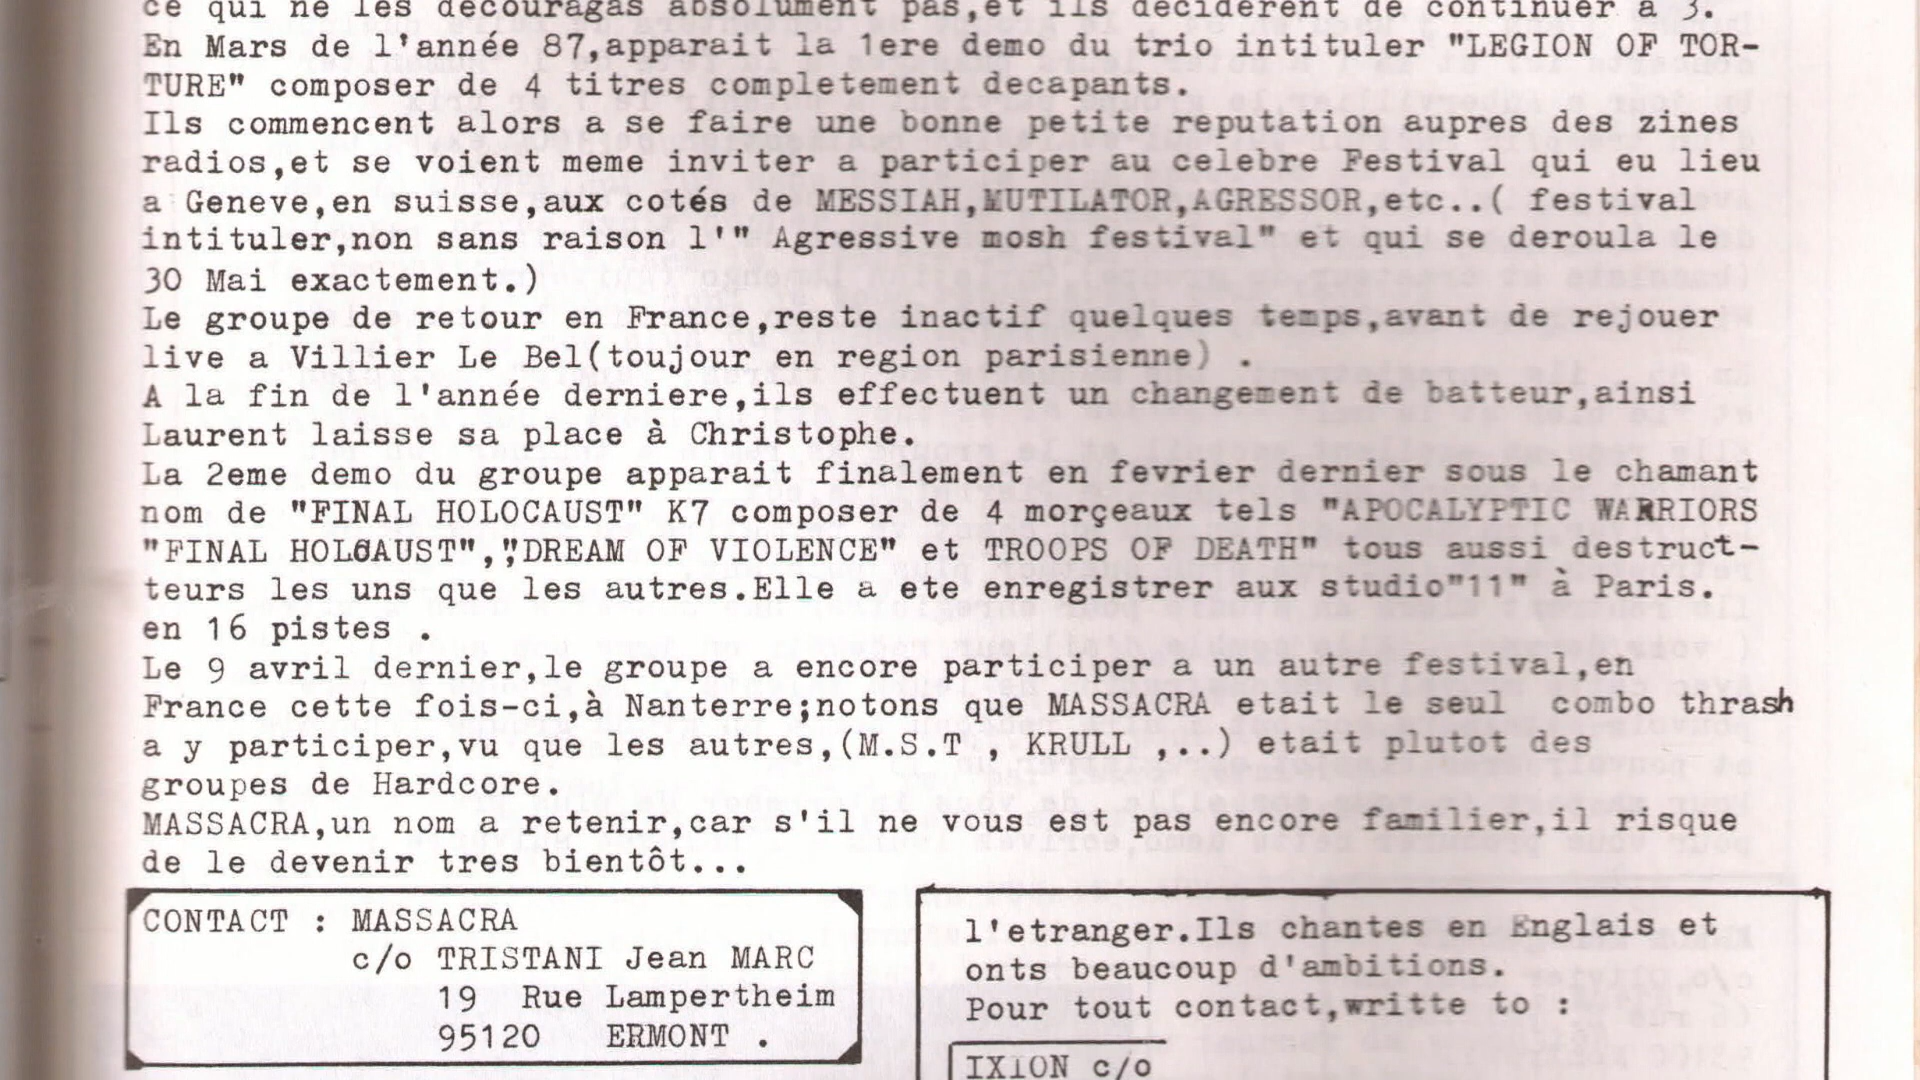 ce qui ne les découragas absolument pas,et ils décidèrent de continuer à 3.
En Mars de l'année 87,apparait la 1ere demo du trio intituler "LEGION OF TOR-
TURE" composer de 4 titres completement decapants.
Ils commencent alors a se faire une bonne petite reputation aupres des zines
radios,et se voient meme inviter a participer au celebre Festival qui eu lieu
a Geneve,en suisse,aux cotés de MESSIAH,MUTILATOR,AGRESSOR,etc..( festival
intituler,non sans raison l'" Agressive mosh festival" et qui se deroula le
30 Mai exactement.)
Le groupe de retour en France,reste inactif quelques temps,avant de rejouer
live a Villier Le Bel(toujour en region parisienne) .
A la fin de l'année derniere,ils effectuent un changement de batteur,ainsi
Laurent laisse sa place à Christophe.
La 2eme demo du groupe apparait finalement en fevrier dernier sous le chamant
nom de "FINAL HOLOCAUST" K7 composer de 4 morçeaux tels "APOCALYPTIC WARRIORS
"FINAL HOLOCAUST","DREAM OF VIOLENCE" et TROOPS OF DEATH" tous aussi destruct-
teurs les uns que les autres.Elle a ete enregistrer aux studio"11" à Paris.
en 16 pistes .
Le 9 avril dernier,le groupe a encore participer a un autre festival,en
France cette fois-ci,à Nanterre;notons que MASSACRA etait le seul combo thrash
a y participer,vu que les autres,(M.S.T , KRULL ,..) etait plutot des
groupes de Hardcore.
MASSACRA,un nom a retenir,car s'il ne vous est pas encore familier,il risque
de le devenir tres bientôt...
CONTACT : MASSACRA
c/o TRISTANI Jean MARC
19 Rue Lampertheim
95120 ERMONT .
l'etranger.Ils chantes en Englais et
onts beaucoup d'ambitions.
Pour tout contact,writte to :
IXION c/o